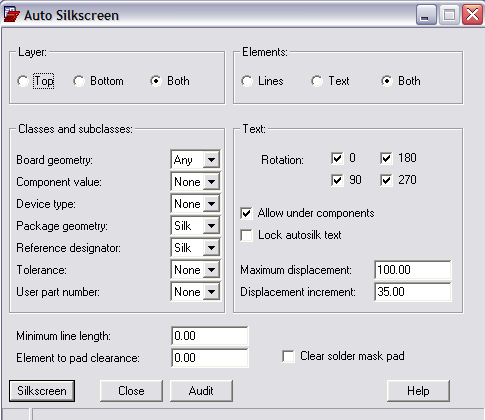 Auto Silkscreen
Layer: Elements:
Top Bottom Both Lines Text Both
Classes and subclasses: Text:
Board geometry: Any Rotation: 0 180
Component value: None 90 270
Device type: None
Package geometry: Silk Allow under components
Reference designator: Silk Lock autosilk text
Tolerance: None Maximum displacement: 100.00
User part number: None Displacement increment: 35.00
Minimum line length: 0.00
Element to pad clearance: 0.00 Clear solder mask pad
Silkscreen Close Audit Help